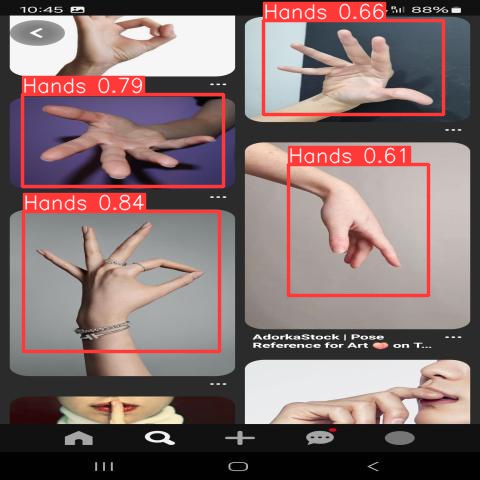 10:45
88%
Hands 0.66
Hands 0.79
Hands 0.61
Hands 0.84
AdorkaStock | Pose
Reference for Art 🍑 on T...